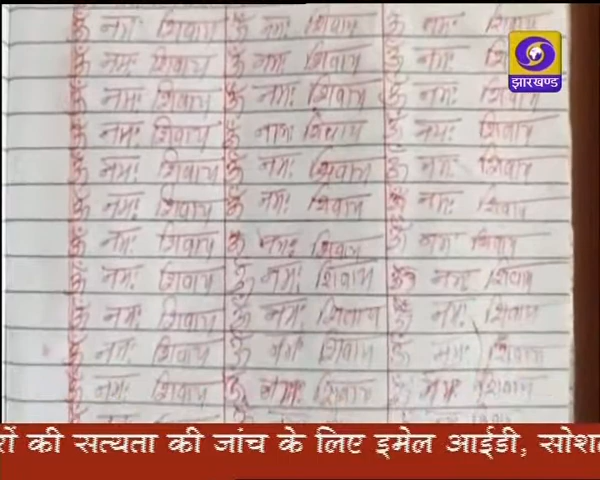 ॐ नमः शिवाय ॐ नमः शिवाय ॐ नमः शिवाय
ॐ नमः शिवाय ॐ नमः शिवाय ॐ नमः शि
ॐ नमः शिवाय ॐ नमः शिवाय ॐ नमः शिवाय
ॐ नमः शिवाय ॐ नमः शिवाय ॐ नमः शिवाय
ॐ नमः शिवाय ॐ नमः शिवाय ॐ नमः शिवाय
ॐ नमः शिवाय ॐ नमः शिवाय ॐ नमः शिवाय
ॐ नमः शिवाय ॐ नमः शिवाय ॐ नमः शिवाय
ॐ नमः शिवाय ॐ नमः शिवाय ॐ नमः शिवाय
ॐ नमः शिवाय ॐ नमः शिवाय ॐ नमः शिवाय
ॐ नमः शिवाय ॐ नमः शिवाय ॐ नमः शिवाय
ॐ नमः शिवाय ॐ नमः शिवाय ॐ नमः शिवाय
झारखण्ड
रों की सत्यता की जांच के लिए इमेल आईडी, सोशल